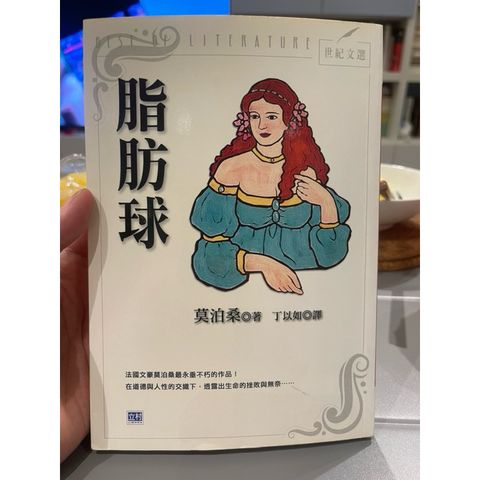 BEST OF LITERATURE
世紀文選
脂肪球
莫泊桑◎著 丁以如◎譯
法國文豪莫泊桑最永垂不朽的作品！
在道德與人性的交織下，透露出生命的挫敗與無奈……
立村